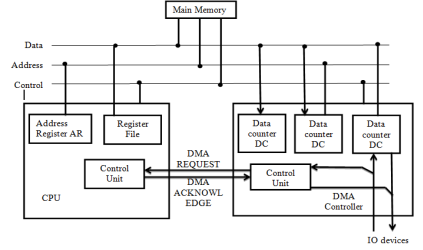 Main Memory
Data
Address
Control
Address
Register AR
Register
File
Control
Unit
CPU
DMA
REQUEST
DMA
ACKNOWL
EDGE
Data
counter
DC
Data
counter
DC
Data
counter
DC
Control
Unit
DMA
Controller
IO devices